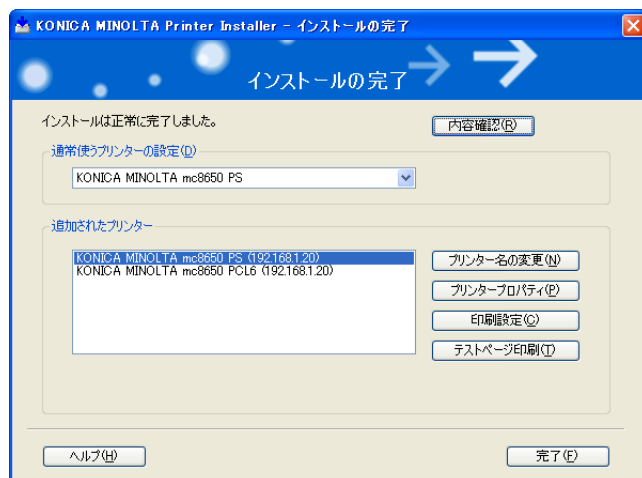 KONICA MINOLTA Printer Installer - インストールの完了
インストールの完了
インストールは正常に完了しました。
内容確認(R)
通常使うプリンターの設定(D)
KONICA MINOLTA mc8650 PS
追加されたプリンター
KONICA MINOLTA mc8650 PS (192.168.1.20)
KONICA MINOLTA mc8650 PCL6 (192.168.1.20)
プリンター名の変更(N)
プリンタープロパティ(P)
印刷設定(C)
テストページ印刷(T)
ヘルプ(H)
完了(F)